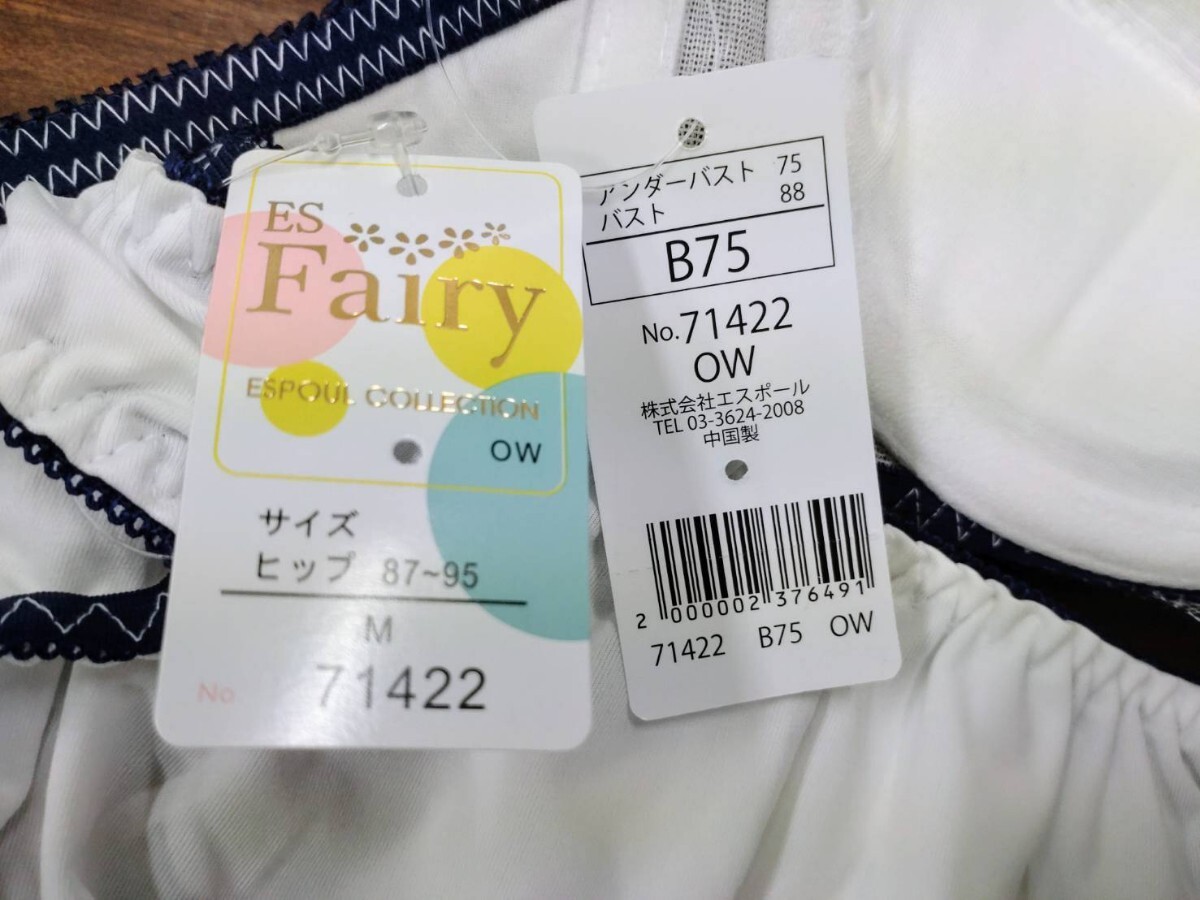 ES
Fairy
ESPOUL COLLECTION
OW
サイズ
ヒップ 87~95
M
No 71422
アンダーバスト 75
バスト 88
B75
No.71422
OW
株式会社エスポール
TEL 03-3624-2008
中国製
2 000002 376491
71422 B75 OW